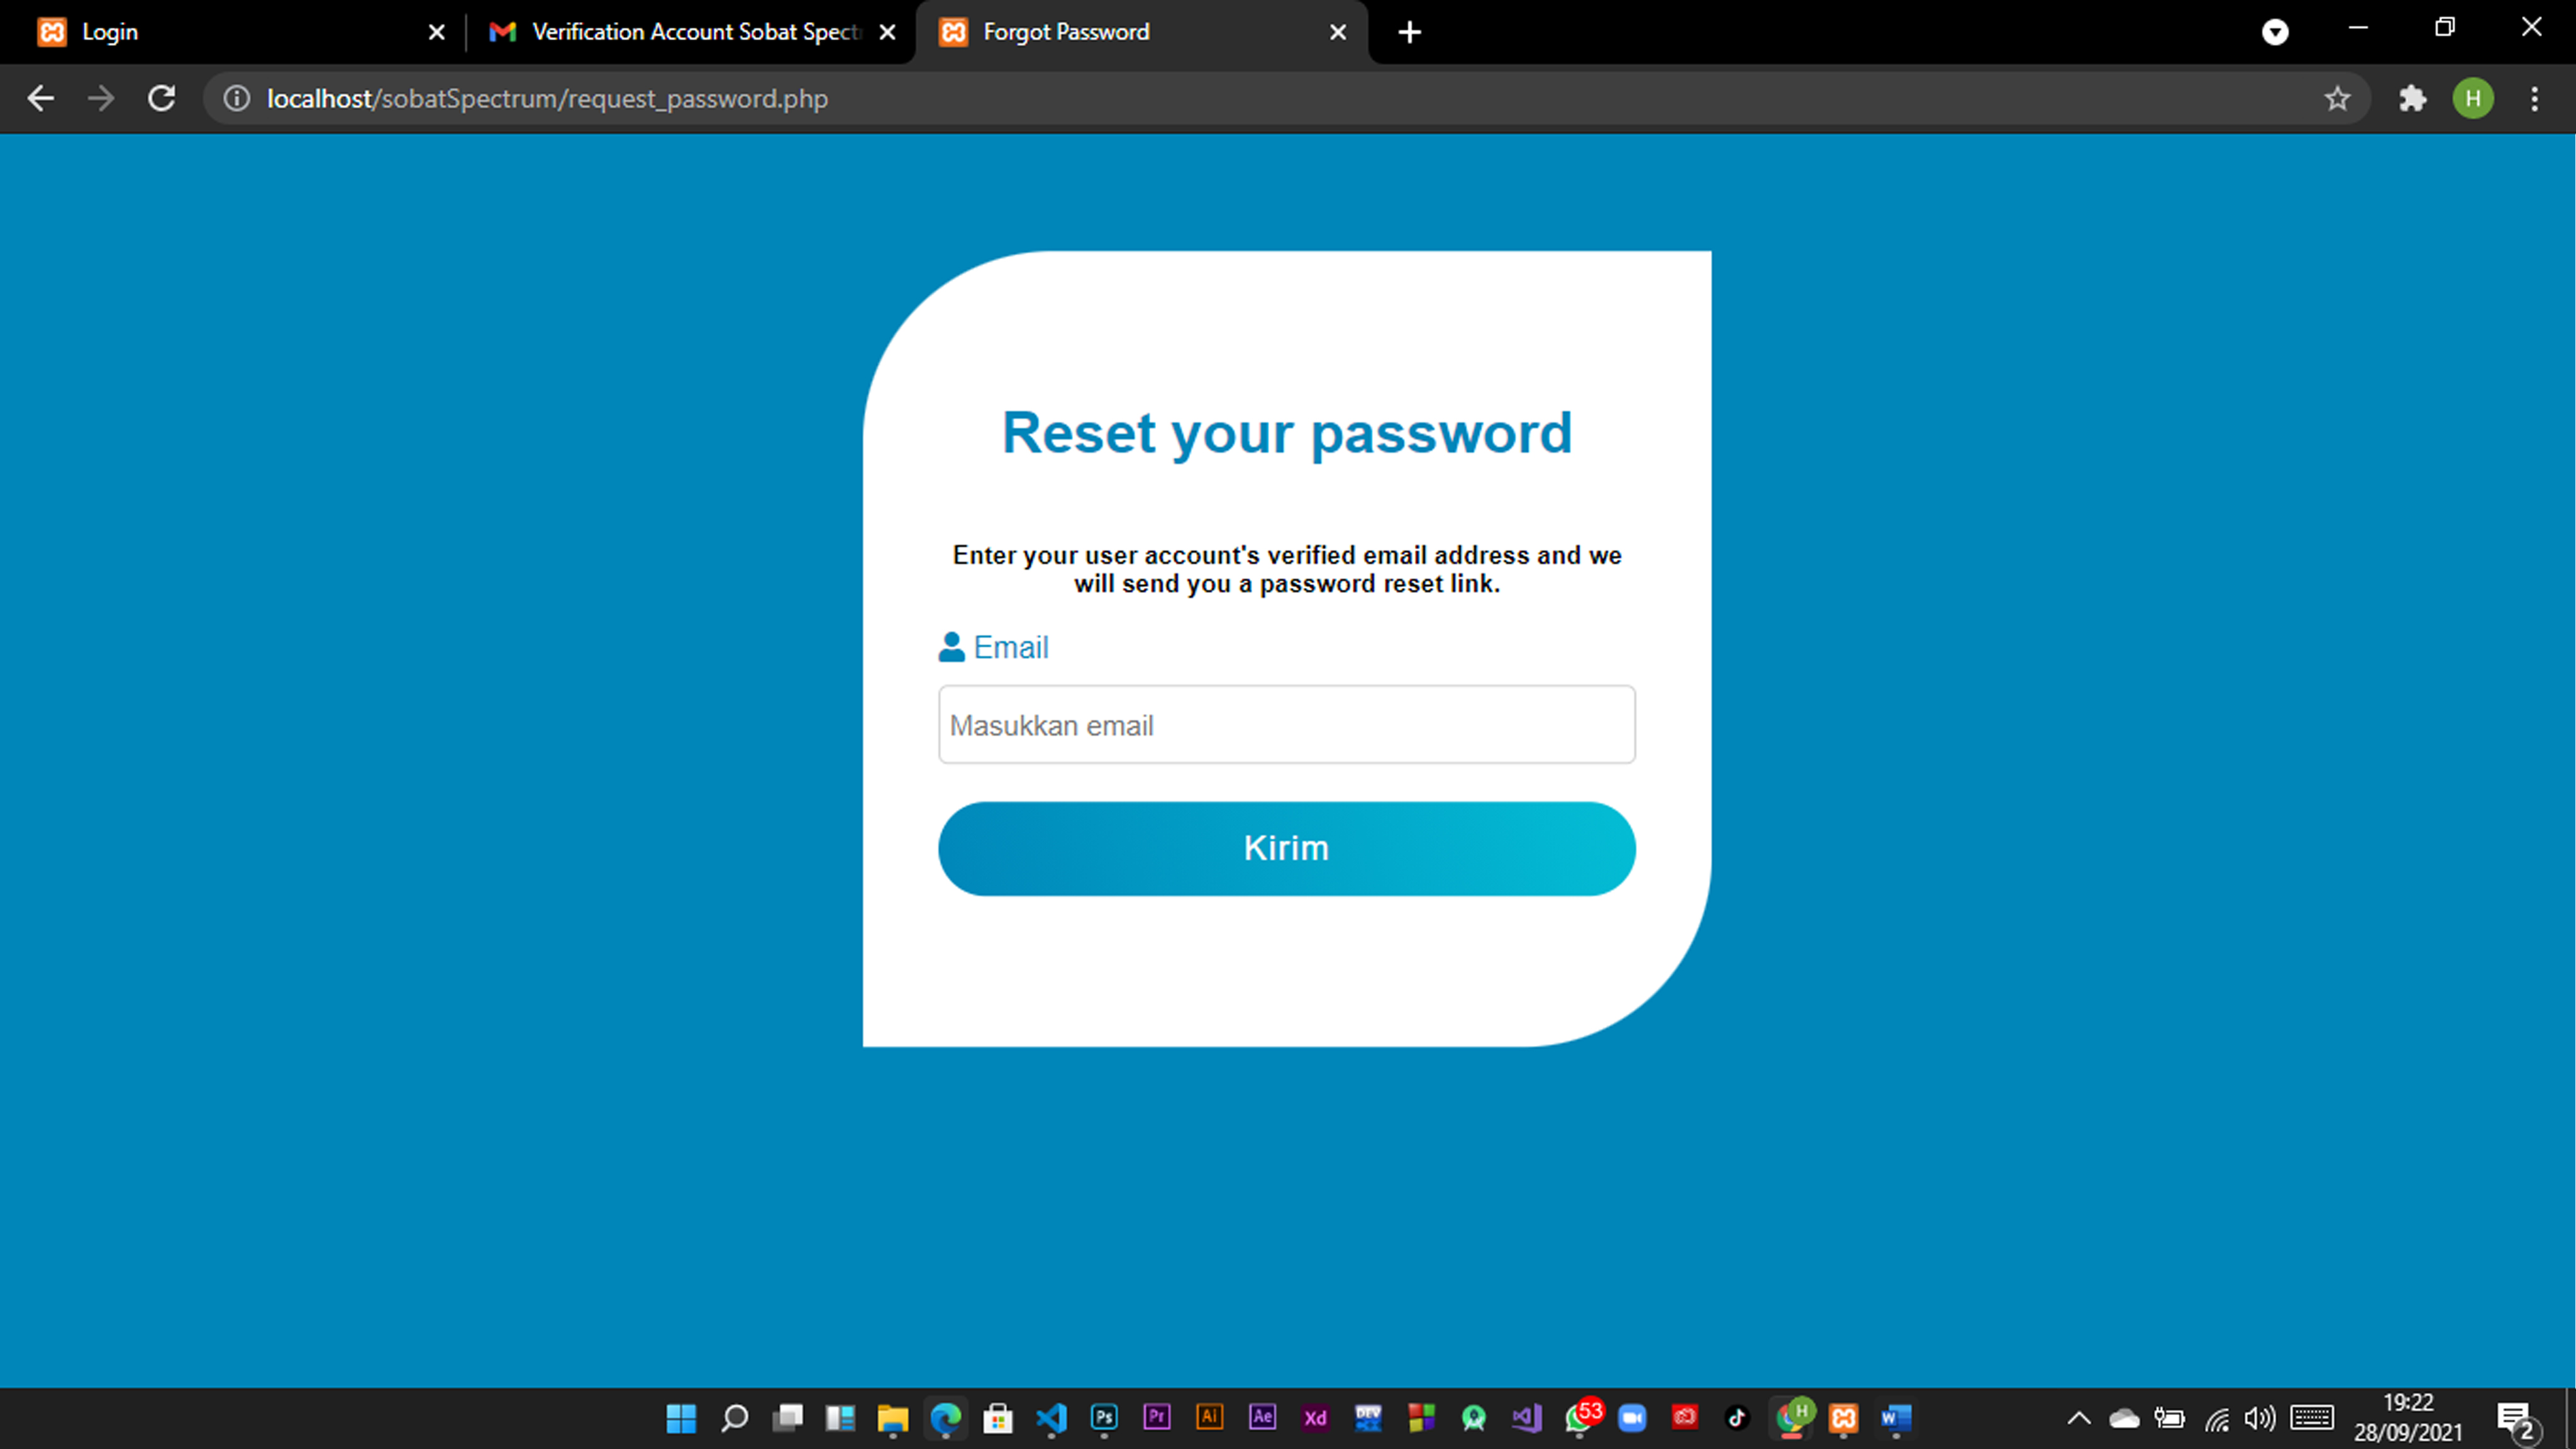 Login
Verification Account Sobat Spect
Forgot Password
localhost/sobatSpectrum/request_password.php
H
Reset your password
Enter your user account's verified email address and we
will send you a password reset link.
Email
Masukkan email
Kirim
Ps
Pr
Ai
Ae
Xd
DEV
53
H
W
19:22
28/09/2021
2